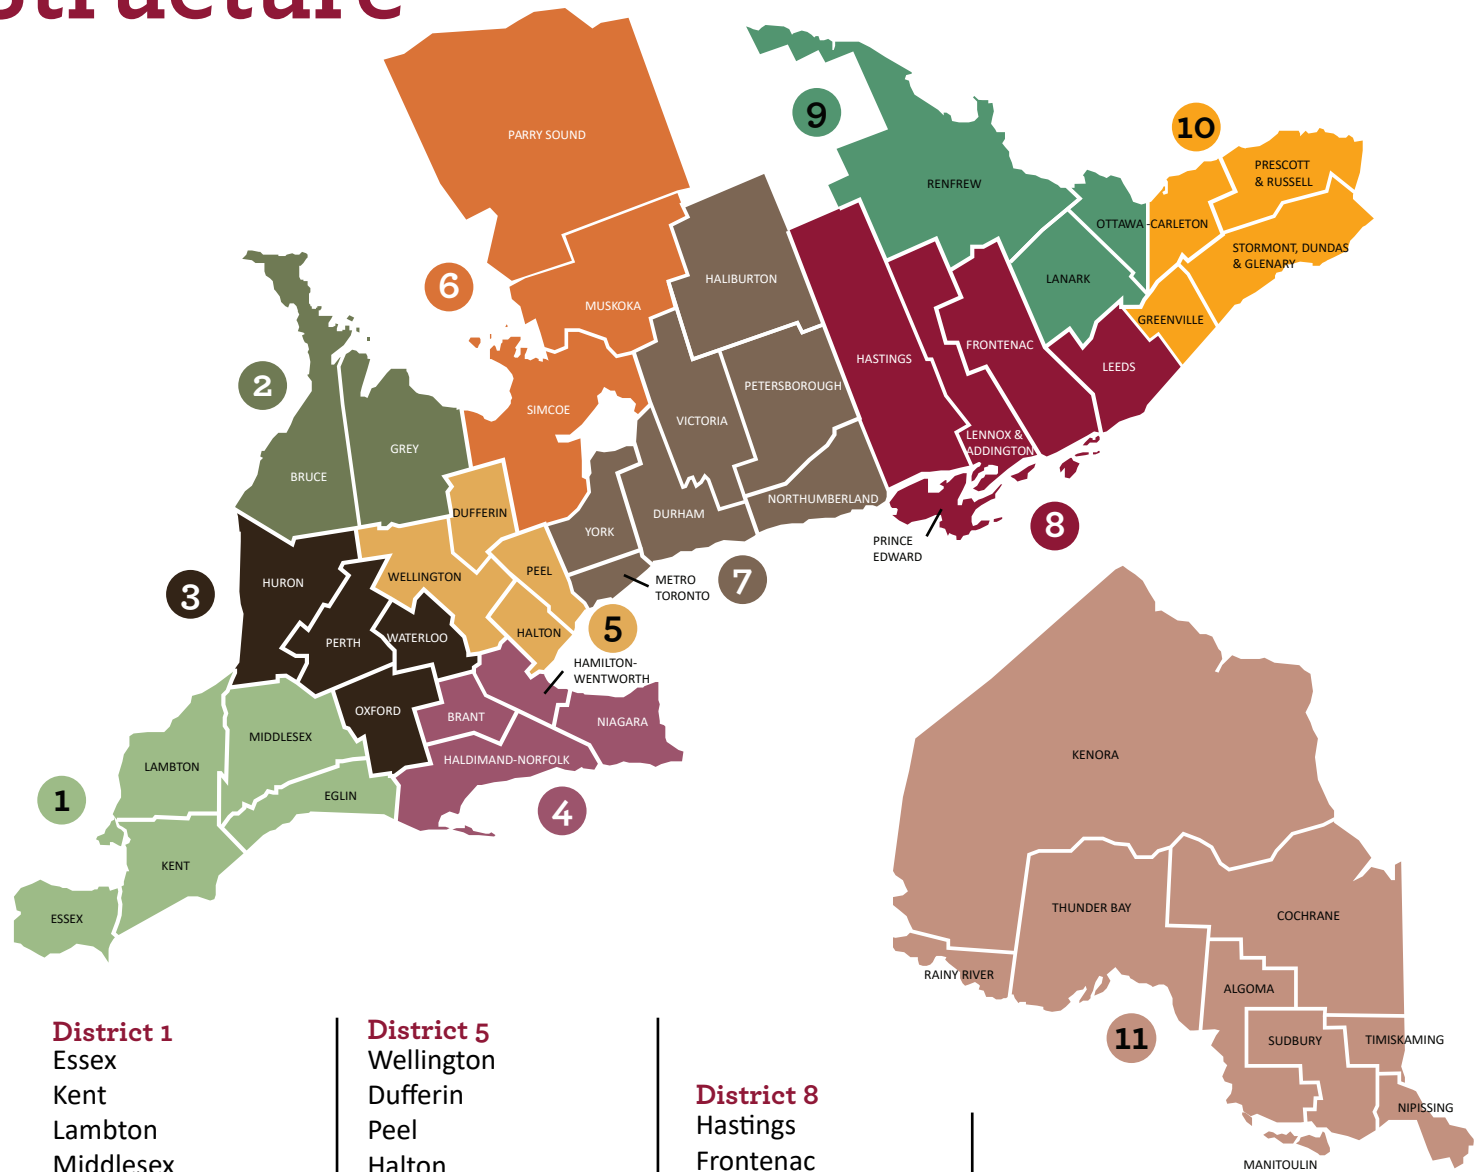 Structure
PARRY SOUND
9
10
PRESCOTT
& RUSSELL
RENFREW
OTTAWA -CARLETON
STORMONT, DUNDAS
& GLENARY
6
HALIBURTON
LANARK
MUSKOKA
GREENVILLE
FRONTENAC
HASTINGS
LEEDS
2
PETERSBOROUGH
SIMCOE
VICTORIA
LENNOX &
ADDINGTON
GREY
BRUCE
NORTHUMBERLAND
DUFFERIN
DURHAM
8
YORK
PRINCE
EDWARD
PEEL
HURON
WELLINGTON
7
METRO
TORONTO
3
5
HALTON
PERTH
WATERLOO
HAMILTON-
WENTWORTH
OXFORD
BRANT
NIAGARA
MIDDLESEX
KENORA
LAMBTON
HALDIMAND-NORFOLK
1
EGLIN
4
KENT
THUNDER BAY
COCHRANE
ESSEX
RAINY RIVER
ALGOMA
11
SUDBURY
TIMISKAMING
NIPISSING
MANITOULIN
District 1
Essex
Kent
Lambton
Middlesex
District 5
Wellington
Dufferin
Peel
Halton
District 8
Hastings
Frontenac